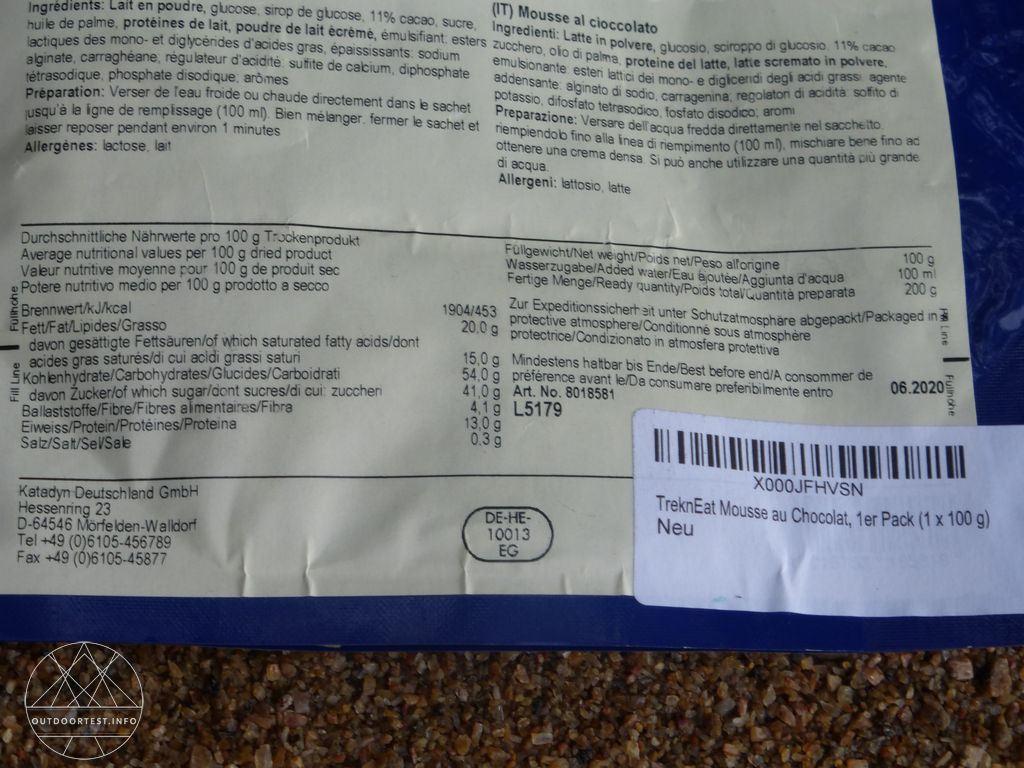 Ingrédients: Lait en poudre, glucose, sirop de glucose, 11% cacao, sucre,
huile de palme, protéines de lait, poudre de lait écrémé, émulsifiant: esters
lactiques des mono- et diglycérides d'acides gras, épaississants: sodium
alginate, carraghéane, régulateur d'acidité: sulfite de calcium, diphosphate
tétrasodique, phosphate disodique, arômes
Préparation: Verser de l'eau froide ou chaude directement dans le sachet
jusqu'à la ligne de remplissage (100 ml). Bien mélanger. fermer le sachet et
laisser reposer pendant environ 1 minutes
Allergènes: lactose, lait
(IT) Mousse al cioccolato
Ingredienti: Latte in polvere, glucosio, sciroppo di glucosio, 11% cacao
zucchero, olio di palma, proteine del latte, latte scremato in polvere,
emulsionante: esteri lattici dei mono- e digliceridi degli acidi grassi agente
addensante: alginato di sodio, carragenina, regolatori di acidità: solfito di
potassio, difosfato tetrasodico, fosfato disodico, aromi
Preparazione: Versare dell'acqua fredda direttamente nel sacchetto.
riempiendolo fino alla linea di riempimento (100 ml), mischiare bene fino ad
ottenere una crema densa. Si può anche utilizzare una quantità più grande
di acqua.
Allergeni: lattosio, latte
Durchschnittliche Nährwerte pro 100 g Trockenprodukt
Average nutritional values per 100 g dried product
Valeur nutritive moyenne pour 100 g de produit sec
Potere nutritivo medio per 100 g prodotto a secco
Brennwert/kJ/kcal 1904/453
Fett/Fat/Lipides/Grasso 20,0 g
davon gesättigte Fettsäuren/of which saturated fatty acids/dont
acides gras saturés/di cui acidi grassi saturi 15,0 g
Kohlenhydrate/Carbohydrates/Glucides/Carboidrati 54,0 g
davon Zucker/of which sugar/dont sucres/di cui: zuccheri 41,0 g
Ballaststoffe/Fibre/Fibres alimentaires/Fibra 4,1 g
Eiweiss/Protein/Protéines/Proteina 13,0 g
Salz/Salt/Sel/Sale 0.3 g
Füllhöhe
Fill Line
Füllgewicht/Net weight/Poids net/Peso all'origine 100 g
Wasserzugabe/Added water/Eau ajoutée/Aggiunta d'acqua 100 ml
Fertige Menge/Ready quantity/Poids total/Quantità preparata 200 g
Zur Expeditionssicherheit unter Schutzatmosphäre abgepackt/Packaged in
protective atmosphere/Conditionné sous atmosphère
protectrice/Condizionato in atmosfera protettiva
Mindestens haltbar bis Ende/Best before end/A consommer de
préférence avant le/Da consumare preferibilmente entro 06.2020
Art. No. 8018581
L5179
Fill Line
Füllhöhe
Katadyn Deutschland GmbH
Hessenring 23
D-64546 Mörfelden-Walldorf
Tel +49 (0)6105-456789
Fax +49 (0)6105-45877
DE-HE-
10013
EG
X000JFHVSN
TreknEat Mousse au Chocolat, 1er Pack (1 x 100 g)
Neu
OUTDOORTEST.INFO